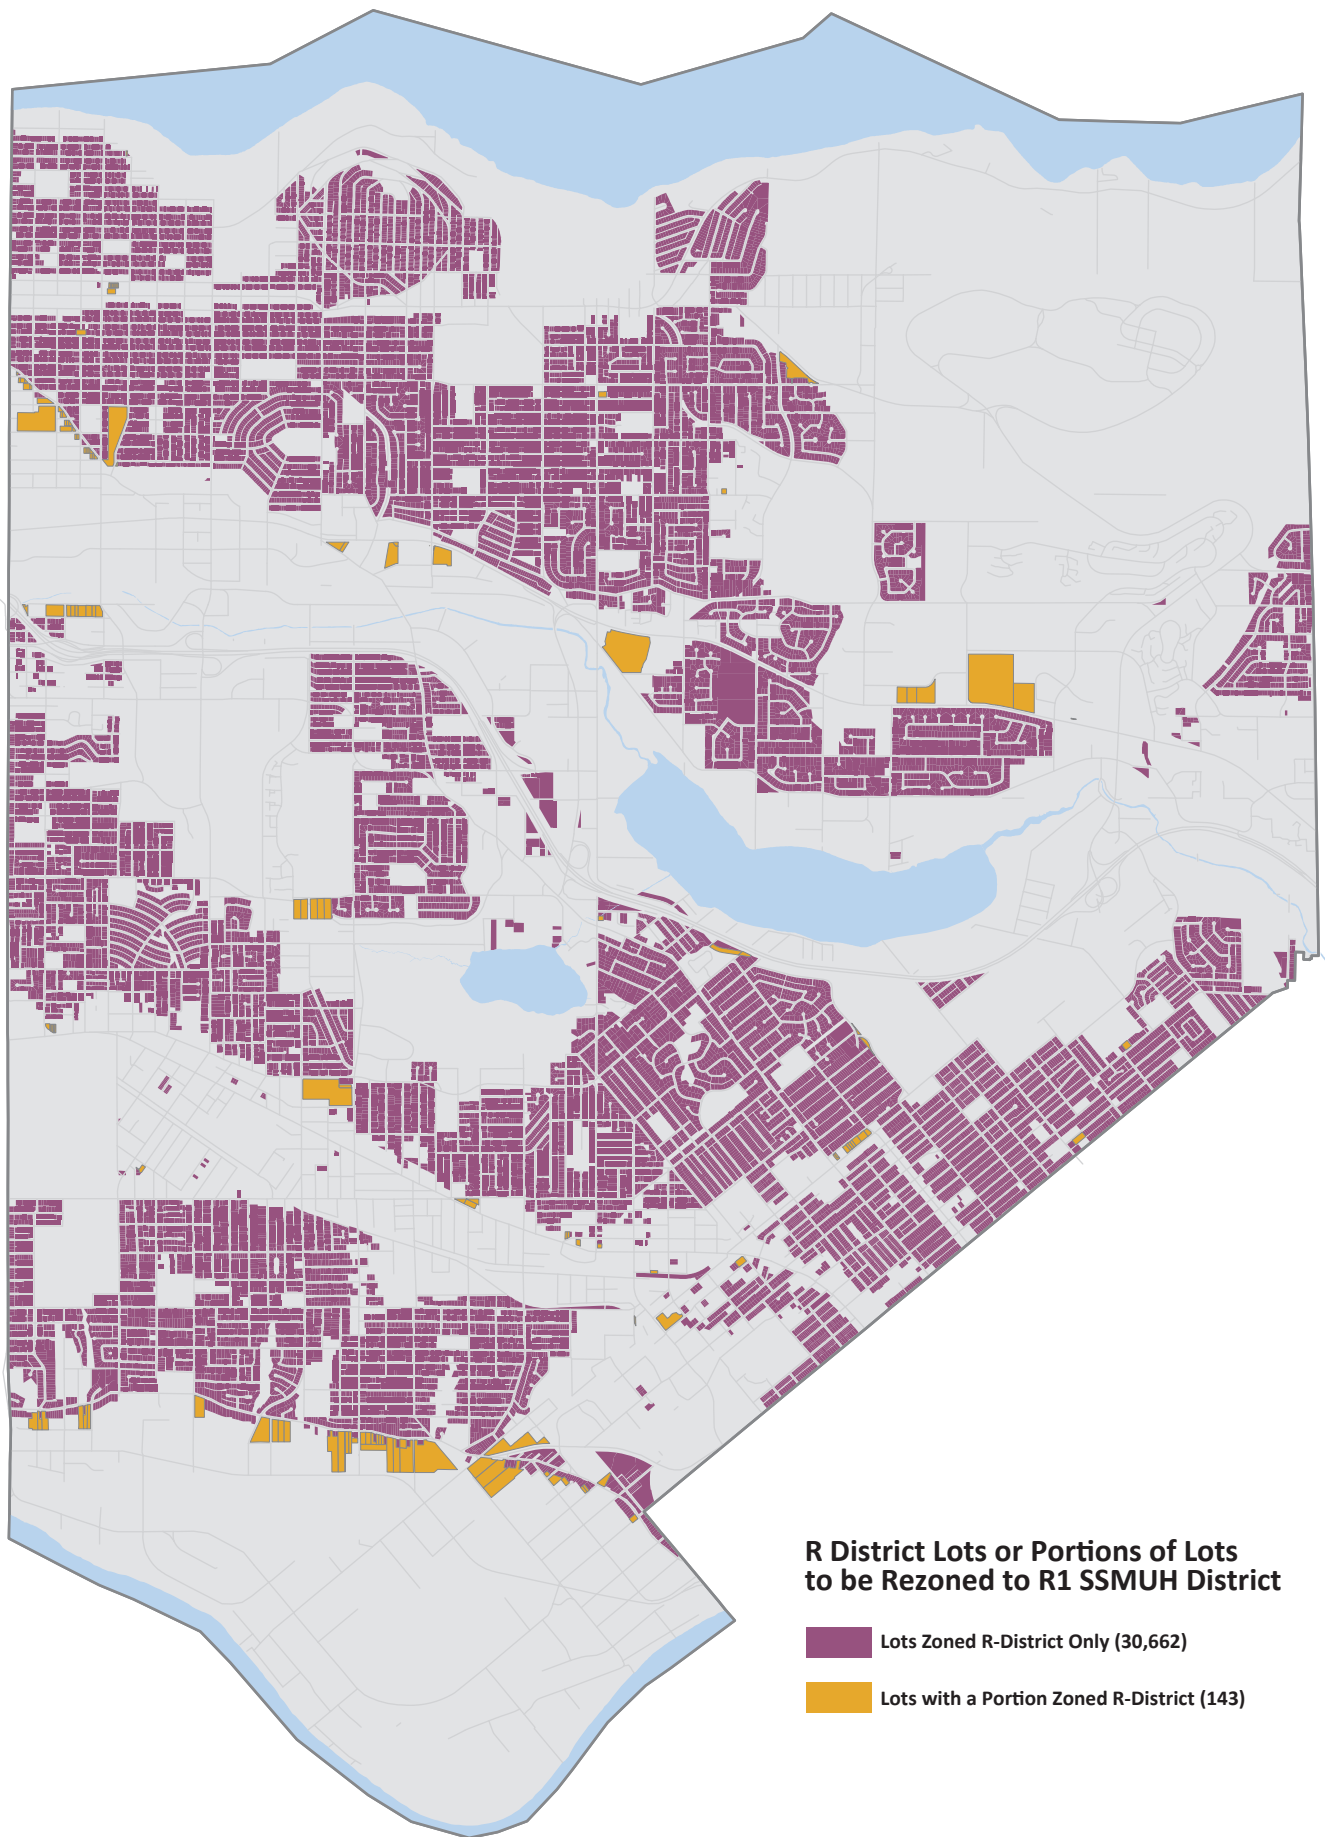 R District Lots or Portions of Lots
to be Rezoned to R1 SSMUH District
Lots Zoned R-District Only (30,662)
Lots with a Portion Zoned R-District (143)